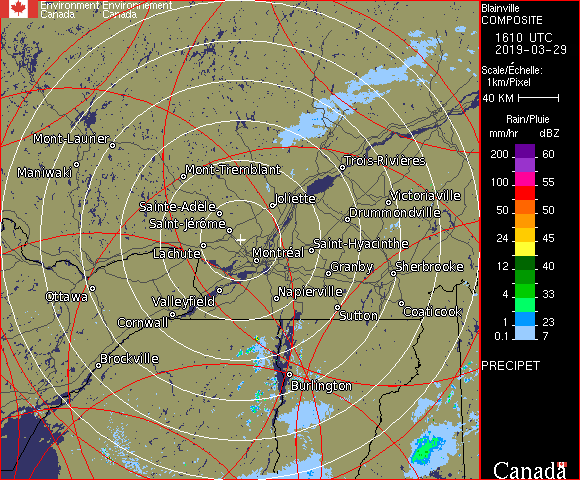 Environment Environnement
Canada Canada
Blainville
COMPOSITE
1610 UTC
2019-03-29
Scale/Échelle:
1km/Pixel
40 KM
Rain/Pluie
mm/hr dBZ
200 60
150 57
100 55
50 50
24 45
12 40
4 33
1 23
0.1 7
PRECIPET
Canada
Mont-Laurier
Maniwaki
Mont-Tremblant
Trois-Rivières
Joliette
Victoriaville
Sainte-Adèle
Drummondville
Saint-Jérôme
Saint-Hyacinthe
Lachute
Montréal
Granby
Sherbrooke
Ottawa
Valleyfield
Napierville
Cornwall
Sutton
Coaticook
Brockville
Burlington